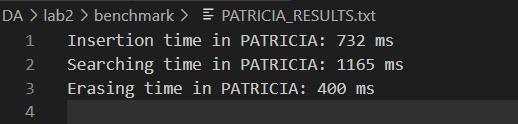 DA > lab2 > benchmark > PATRICIA_RESULTS.txt
1 Insertion time in PATRICIA: 732 ms
2 Searching time in PATRICIA: 1165 ms
3 Erasing time in PATRICIA: 400 ms
4